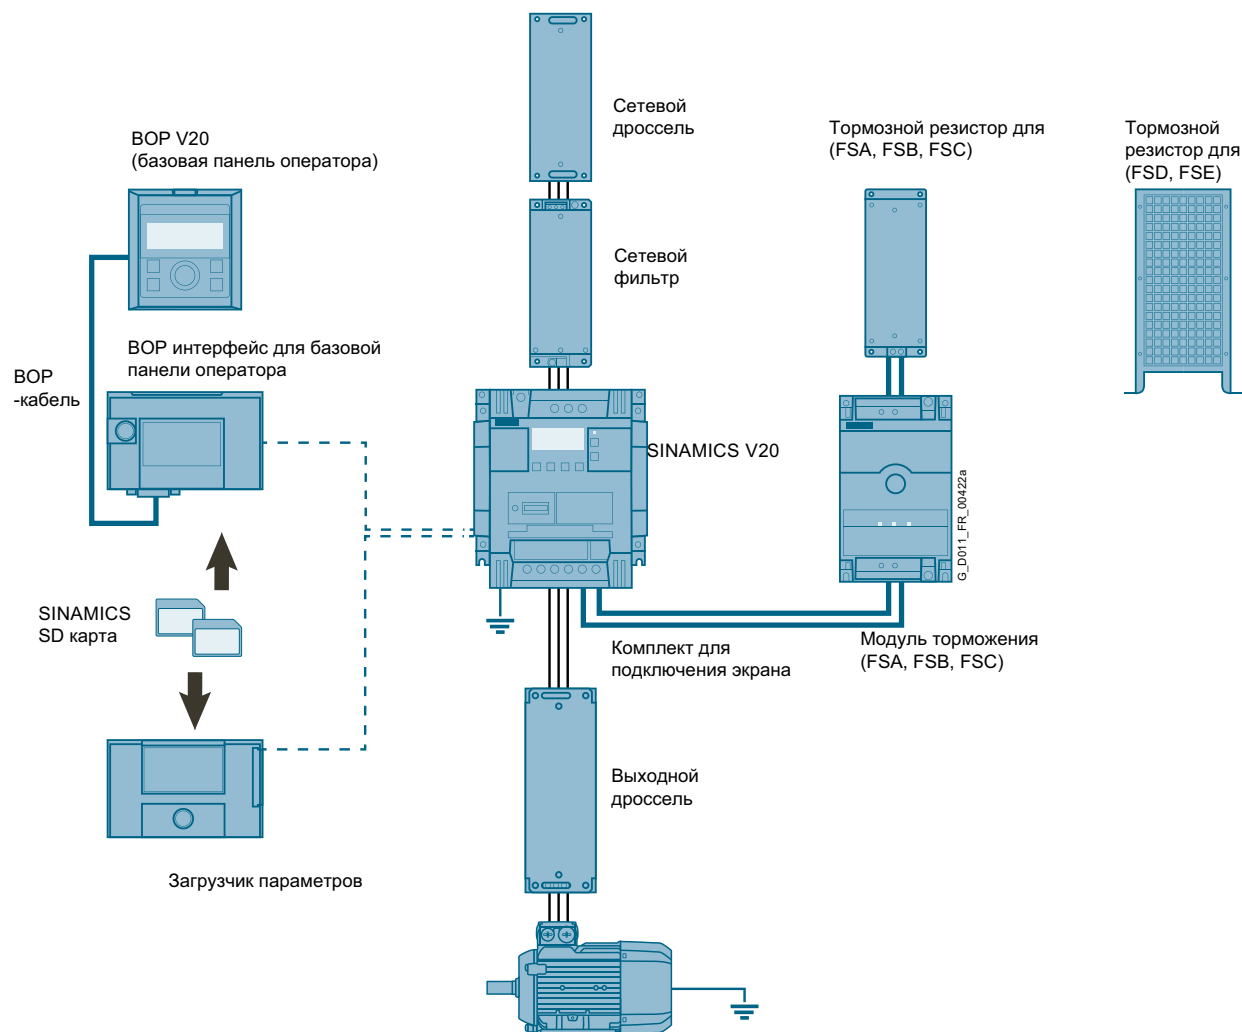 Сетевой
дроссель
BOP V20
(базовая панель оператора)
Тормозной резистор для
(FSA, FSB, FSC)
Тормозной
резистор для
(FSD, FSE)
Сетевой
фильтр
BOP интерфейс для базовой
панели оператора
BOP
-кабель
SINAMICS V20
G_D011_FR_00422a
SINAMICS
SD карта
Комплект для
подключения экрана
Модуль торможения
(FSA, FSB, FSC)
Выходной
дроссель
Загрузчик параметров